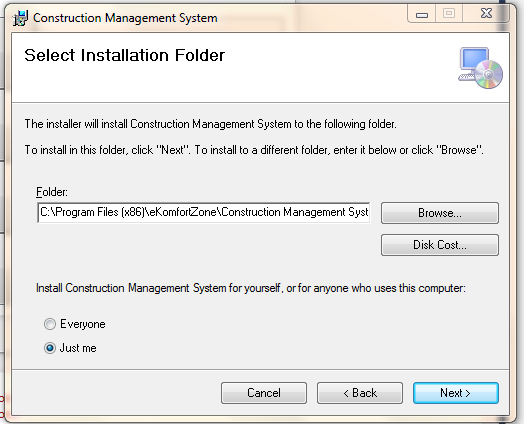 Construction Management System
Select Installation Folder
The installer will install Construction Management System to the following folder.
To install in this folder, click "Next". To install to a different folder, enter it below or click "Browse".
Folder:
C:\Program Files (x86)\eKomfortZone\Construction Management Syst
Browse...
Disk Cost...
Install Construction Management System for yourself, or for anyone who uses this computer:
Everyone
Just me
Cancel
< Back
Next >